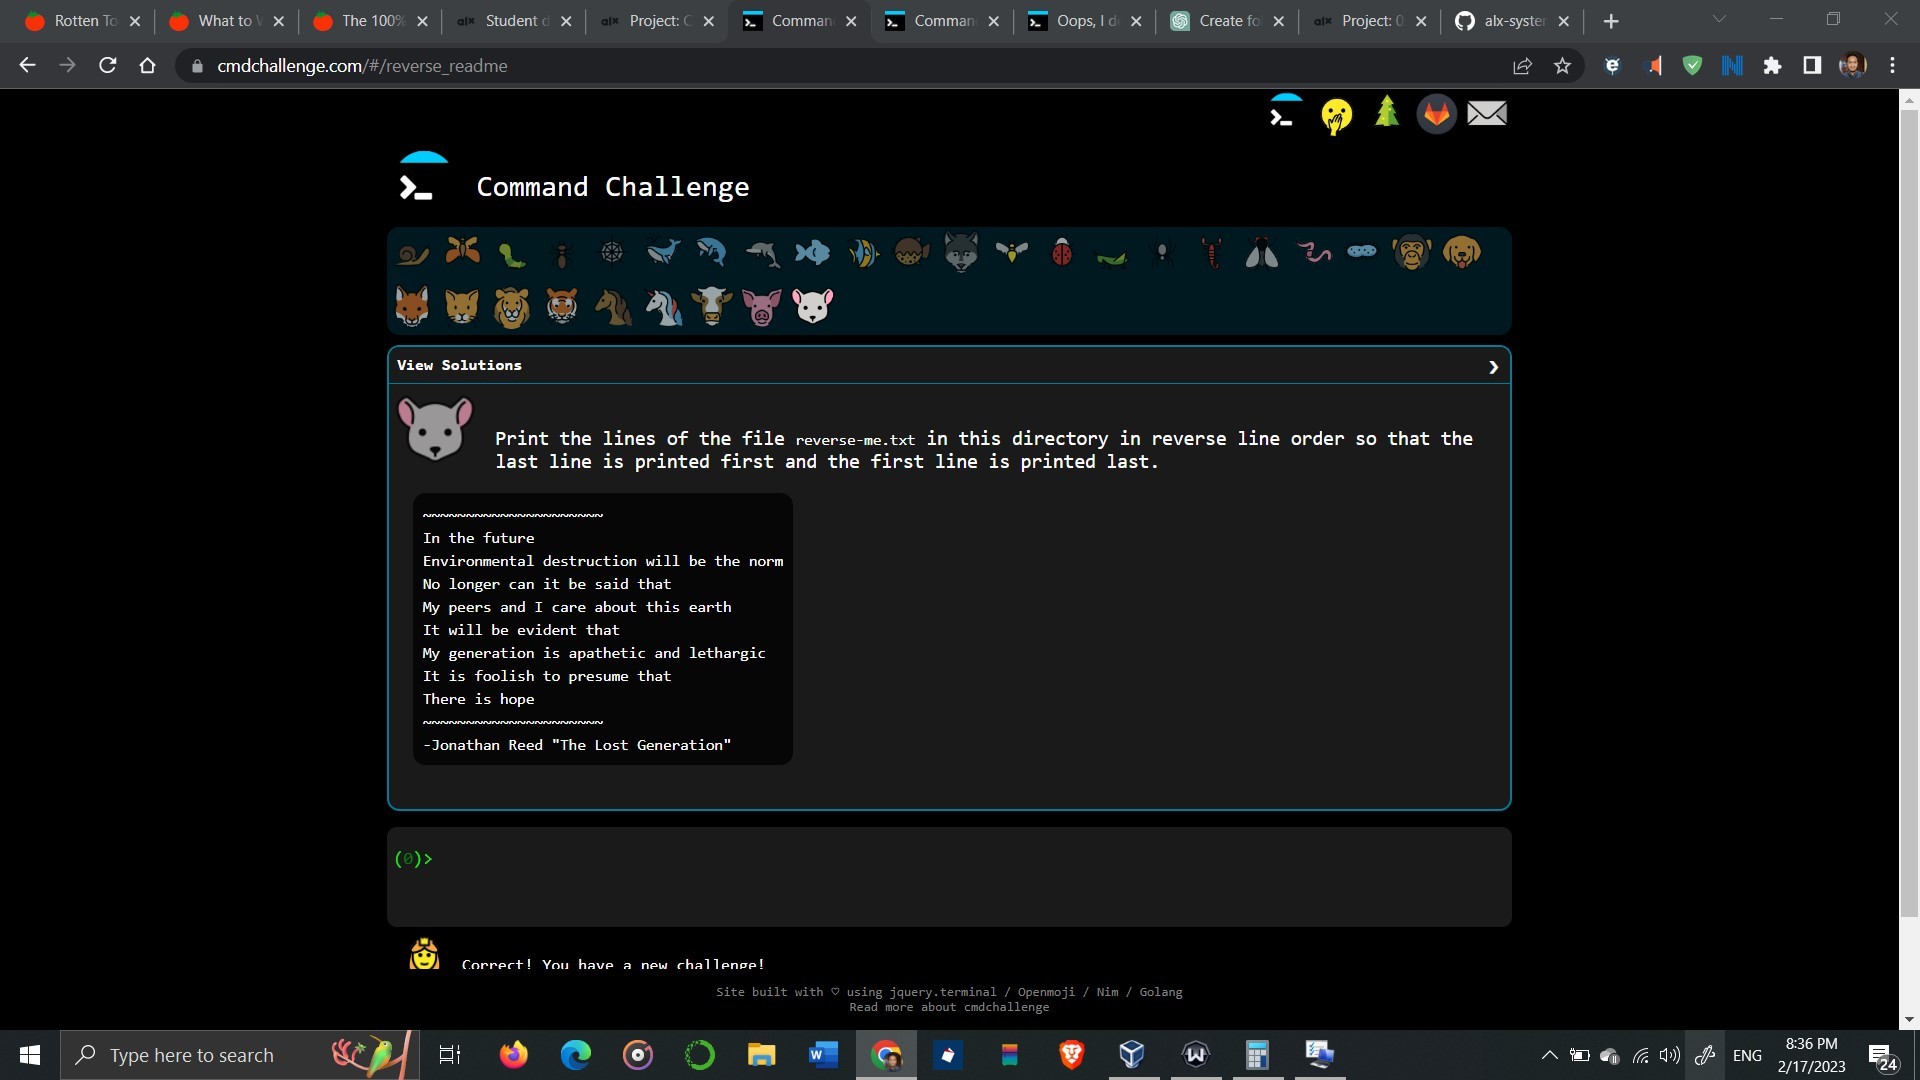 Rotten To
What to W
The 100%
Student d
Project: C
Comman
Comman
Oops, I d
Create fo
Project: 0
alx-syste
cmdchallenge.com/#/reverse_readme
Command Challenge
View Solutions
Print the lines of the file reverse-me.txt in this directory in reverse line order so that the
last line is printed first and the first line is printed last.
~~~~~~~~~~~~~~~~~~~~~
In the future
Environmental destruction will be the norm
No longer can it be said that
My peers and I care about this earth
It will be evident that
My generation is apathetic and lethargic
It is foolish to presume that
There is hope
~~~~~~~~~~~~~~~~~~~~~
-Jonathan Reed "The Lost Generation"
(0)>
Correct! You have a new challenge!
Site built with ♡ using jquery.terminal / Openmoji / Nim / Golang
Read more about cmdchallenge
Type here to search
ENG
8:36 PM
2/17/2023
24